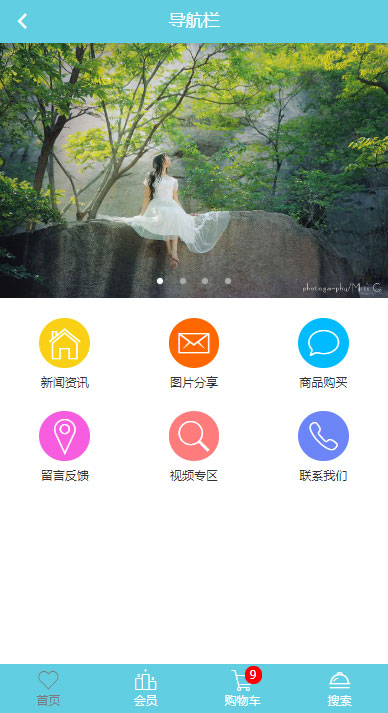 导航栏
photography/Miss C
新闻资讯
图片分享
商品购买
留言反馈
视频专区
联系我们
9
首页
会员
购物车
搜索